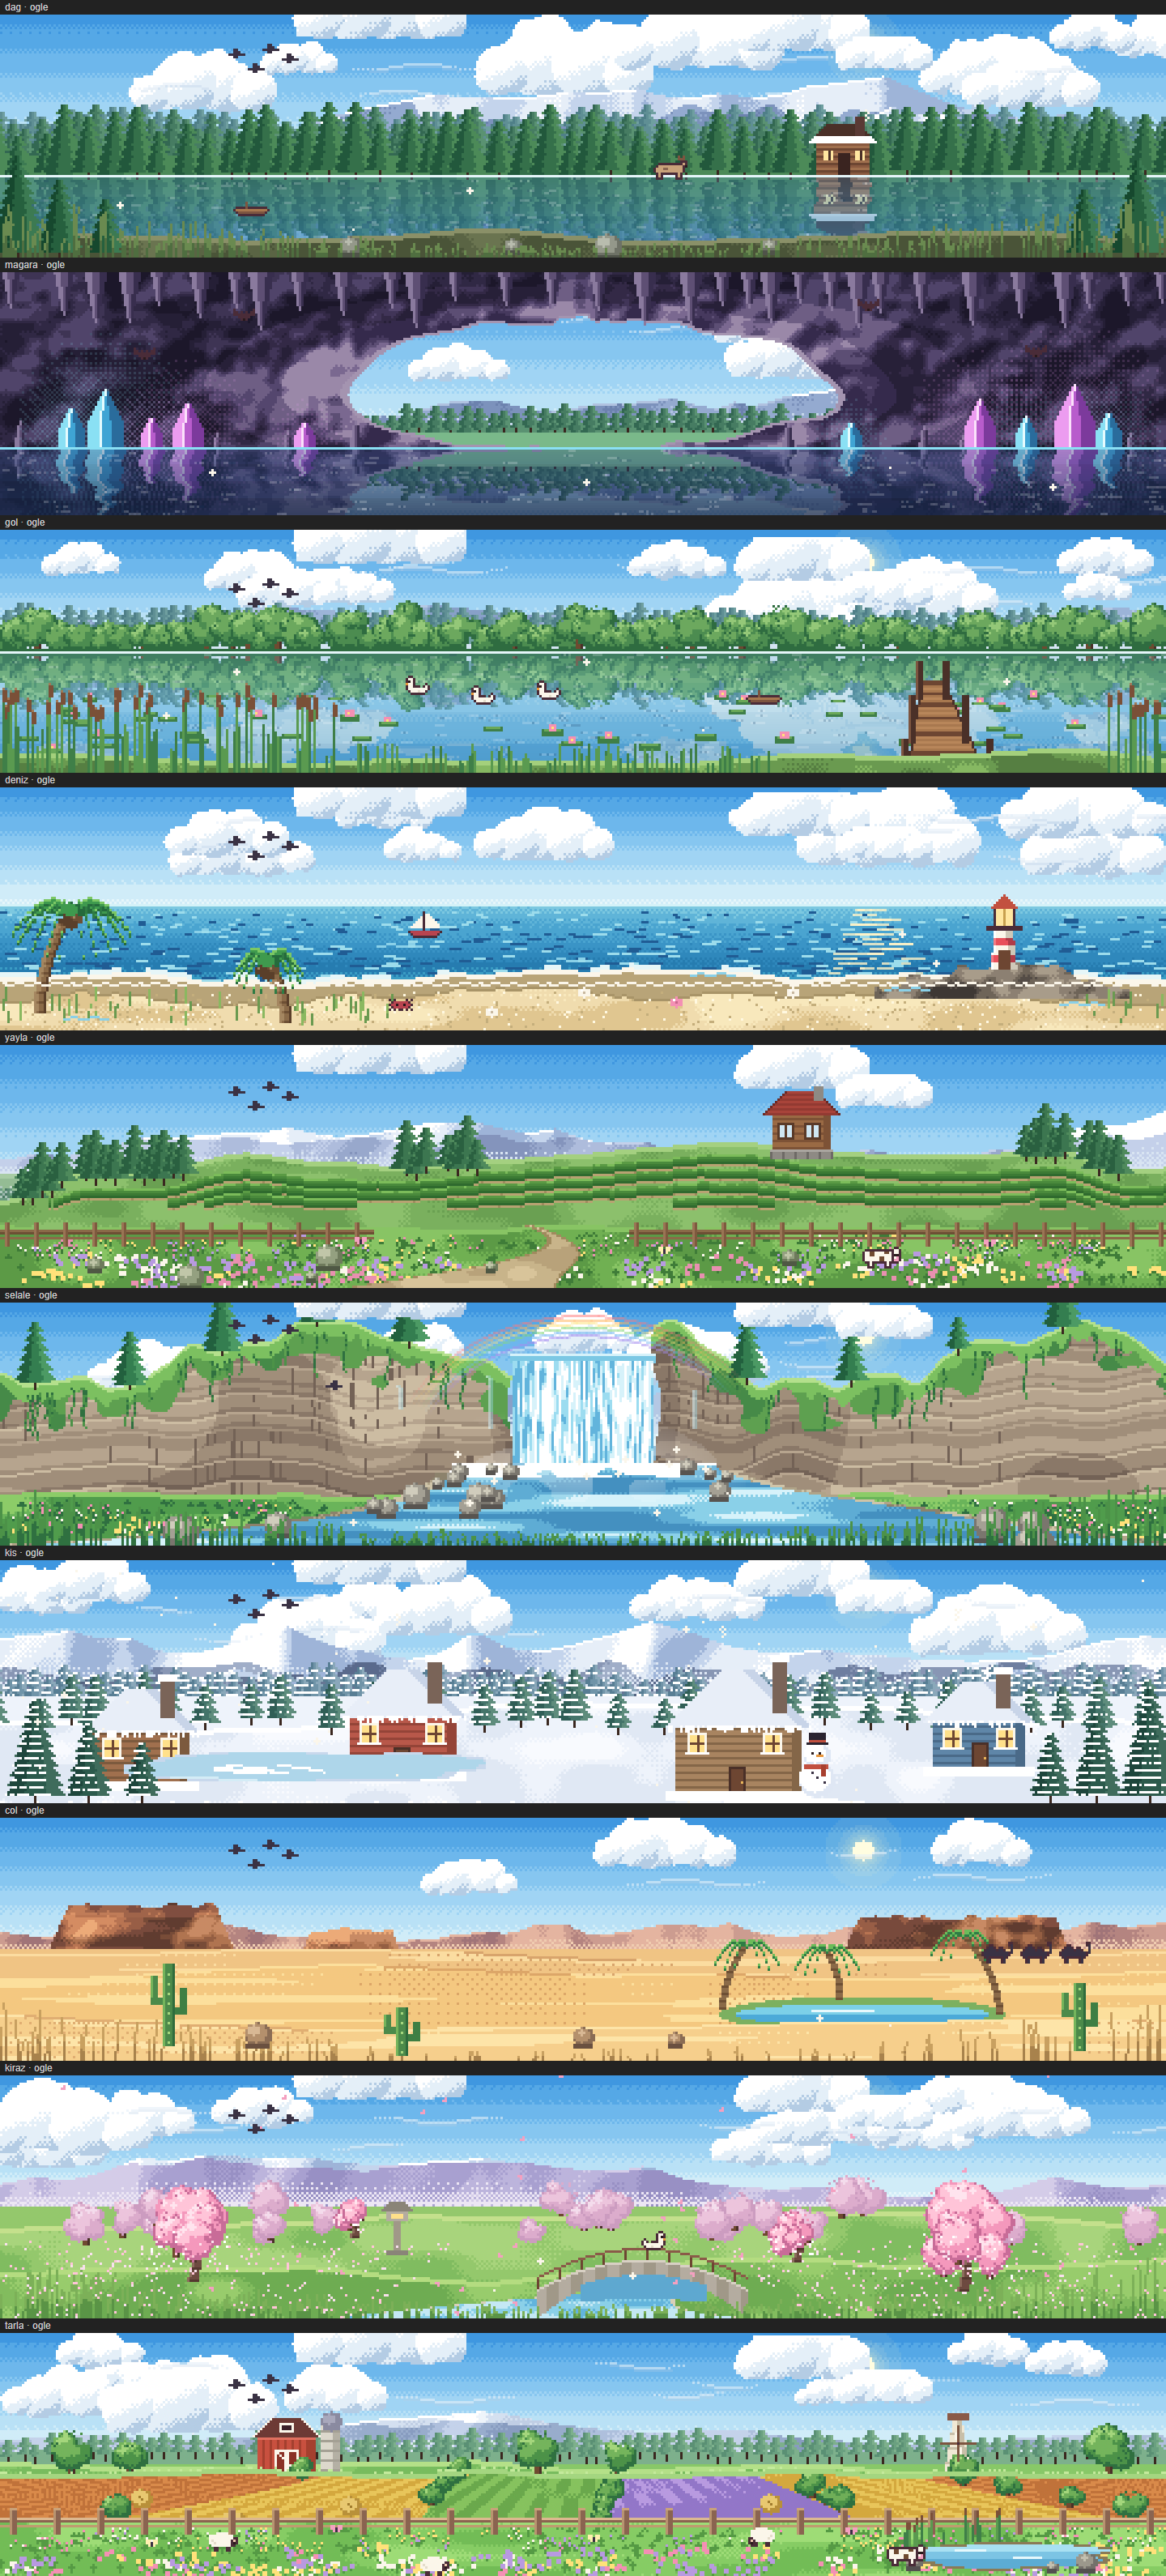 dag · ogle
magara · ogle
gol · ogle
deniz · ogle
yayla · ogle
selale · ogle
kis · ogle
col · ogle
kiraz · ogle
tarla · ogle